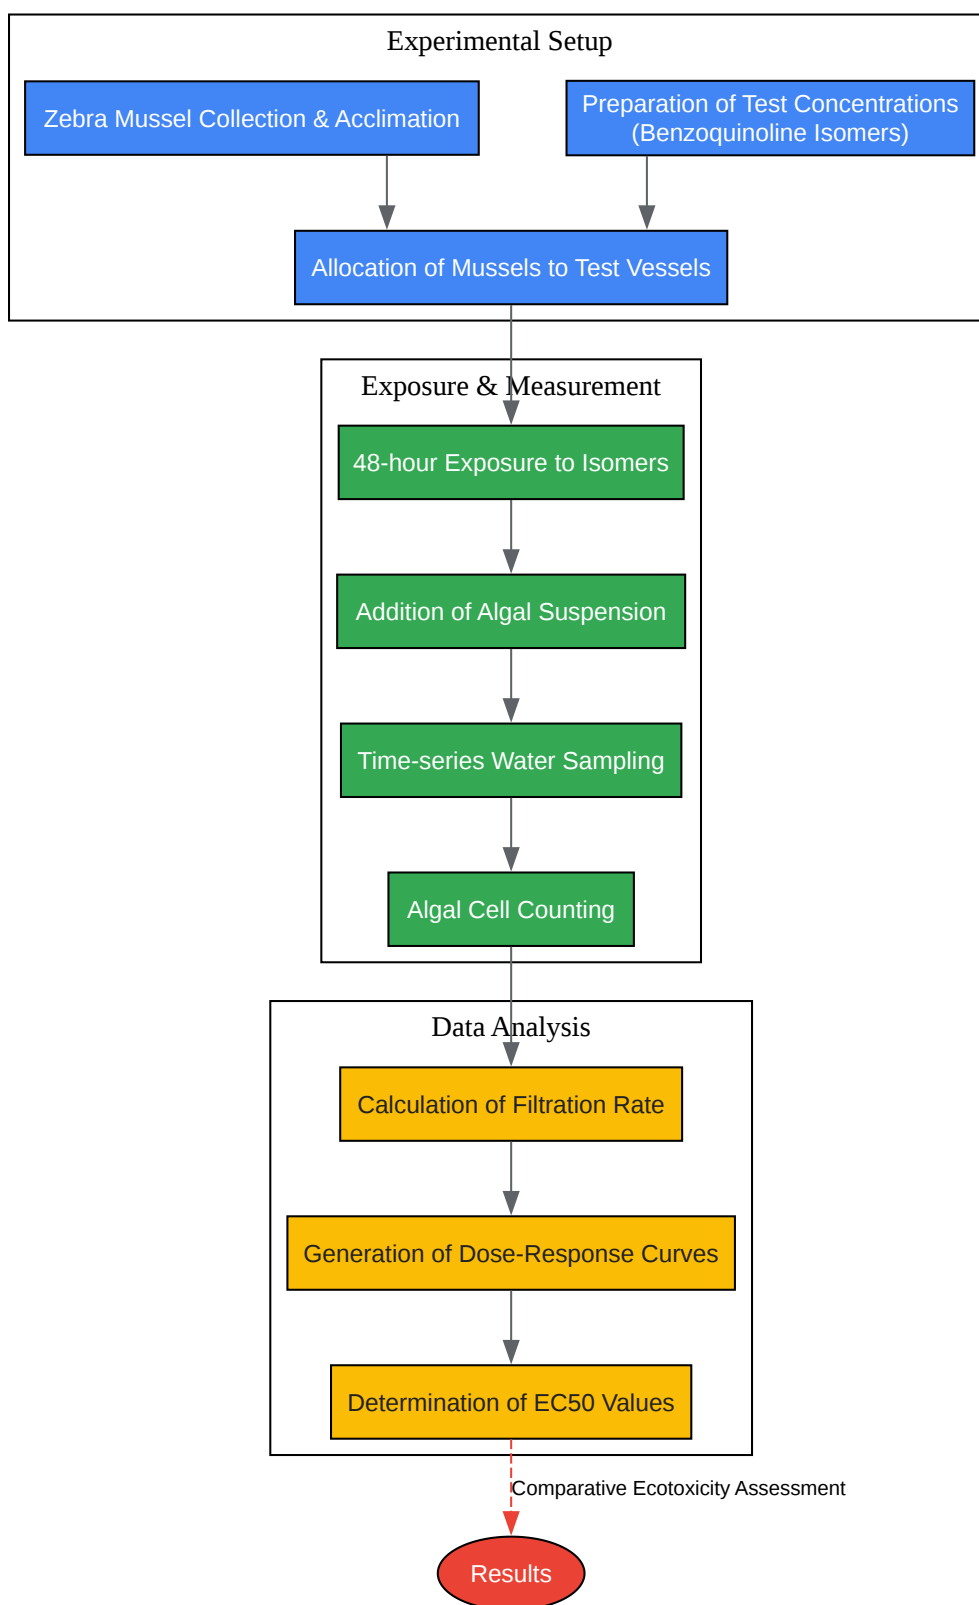 Experimental Setup
Zebra Mussel Collection & Acclimation
Preparation of Test Concentrations
(Benzoquinoline Isomers)
Allocation of Mussels to Test Vessels
Exposure & Measurement
48-hour Exposure to Isomers
Addition of Algal Suspension
Time-series Water Sampling
Algal Cell Counting
Data Analysis
Calculation of Filtration Rate
Generation of Dose-Response Curves
Determination of EC50 Values
Comparative Ecotoxicity Assessment
Results